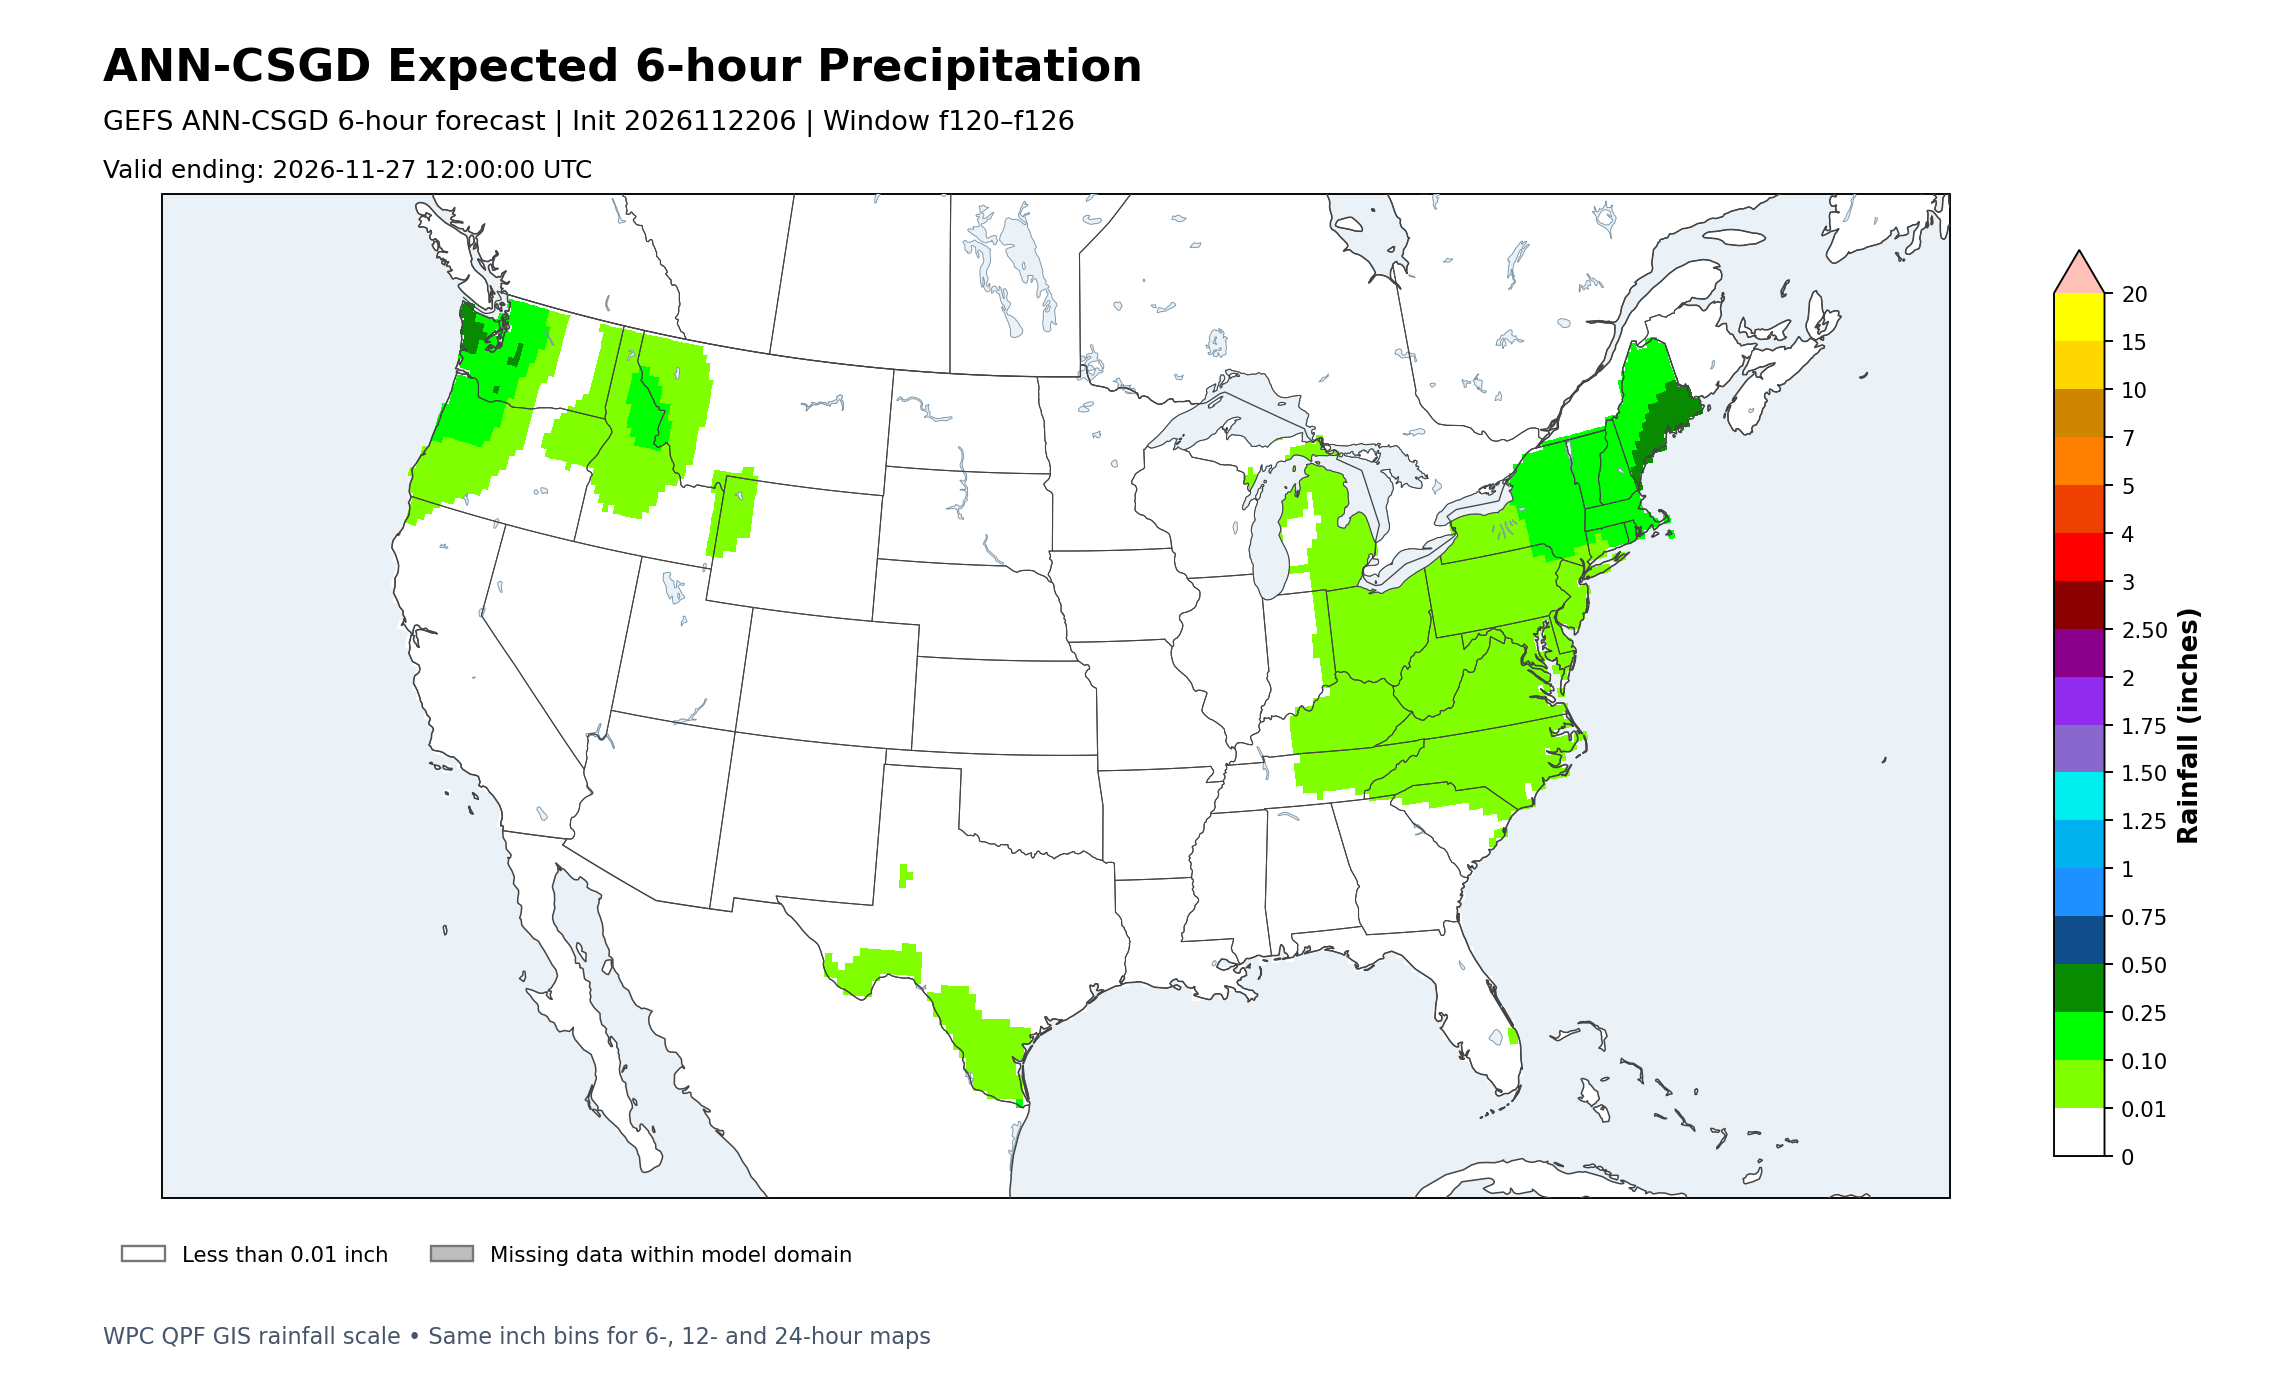 ANN-CSGD Expected 6-hour Precipitation
GEFS ANN-CSGD 6-hour forecast | Init 2026112206 | Window f120–f126
Valid ending: 2026-11-27 12:00:00 UTC
20
15
10
7
5
4
3
2.50
2
1.75
1.50
1.25
1
0.75
0.50
0.25
0.10
0.01
0
Rainfall (inches)
Less than 0.01 inch
Missing data within model domain
WPC QPF GIS rainfall scale • Same inch bins for 6-, 12- and 24-hour maps